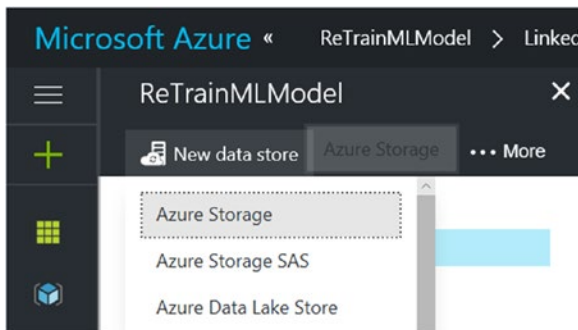 Microsoft Azure « ReTrainMLModel > Linked
ReTrainMLModel ×
New data store Azure Storage ••• More
Azure Storage
Azure Storage SAS
Azure Data Lake Store